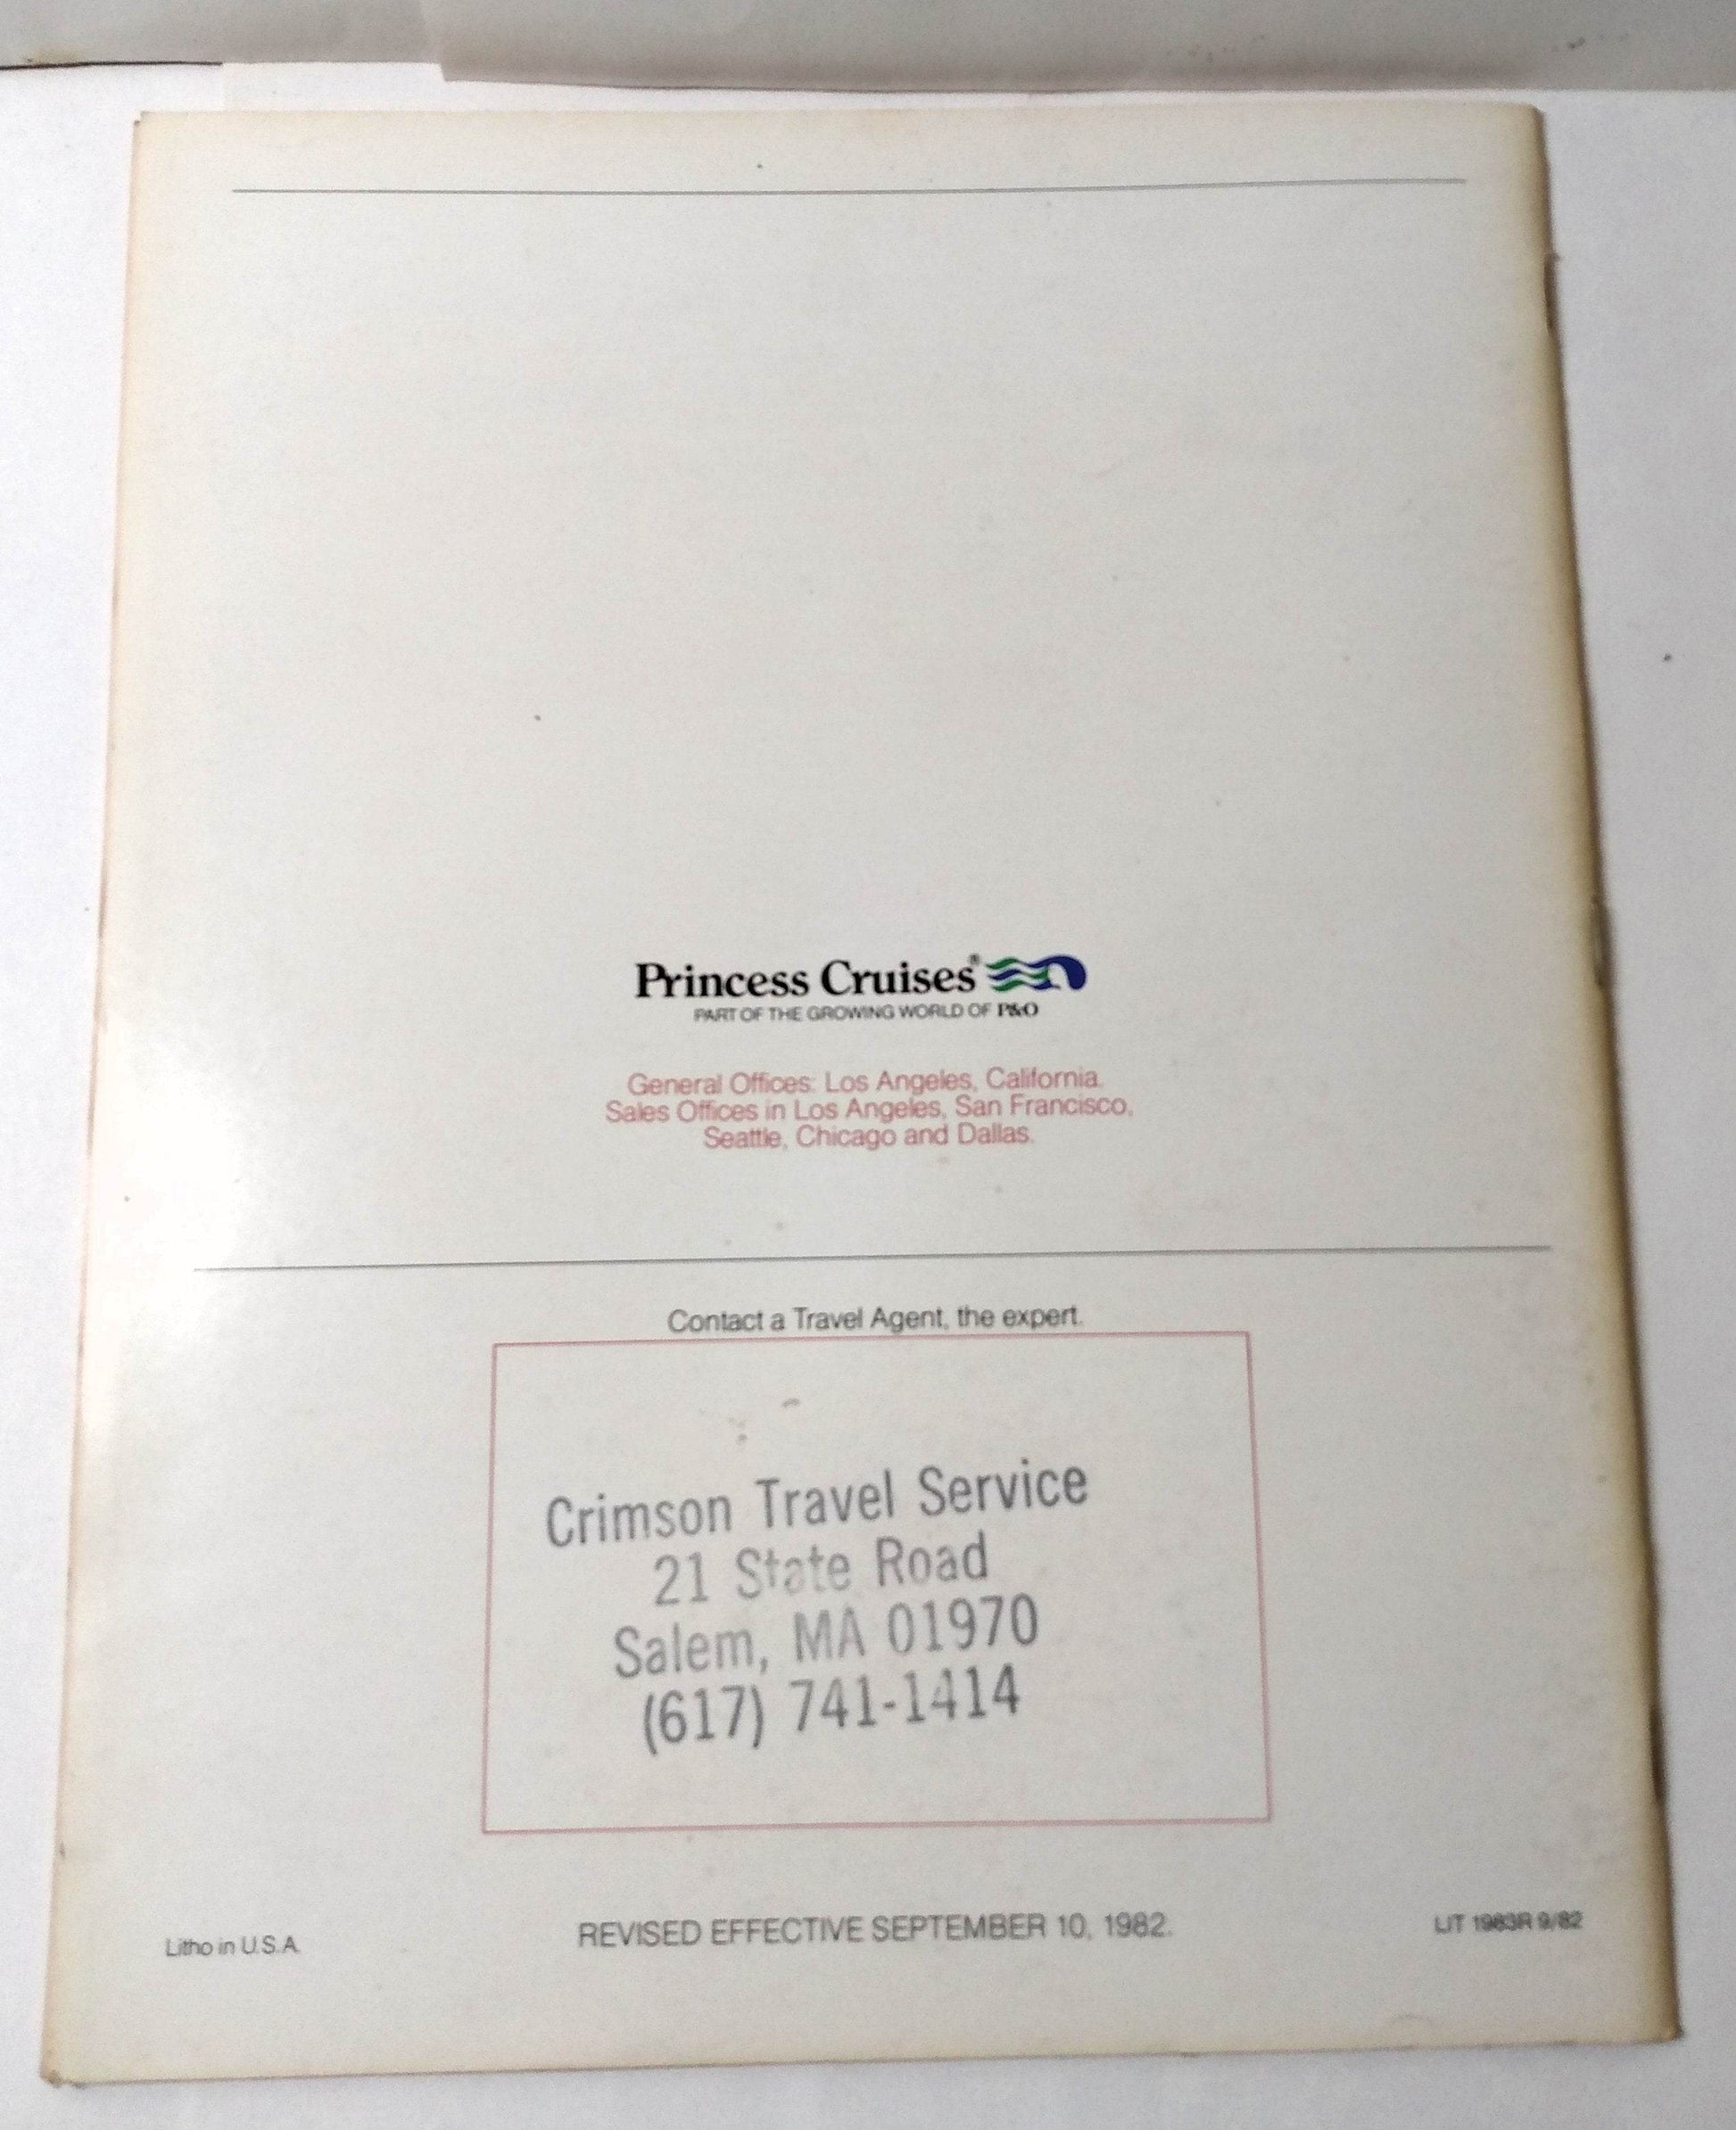 Princess Cruises®
PART OF THE GROWING WORLD OF P&O
General Offices: Los Angeles, California.
Sales Offices in Los Angeles, San Francisco,
Seattle, Chicago and Dallas.
Contact a Travel Agent, the expert.
Crimson Travel Service
21 State Road
Salem, MA 01970
(617) 741-1414
Litho in U.S.A.
REVISED EFFECTIVE SEPTEMBER 10, 1982.
LIT 1983R 9/82